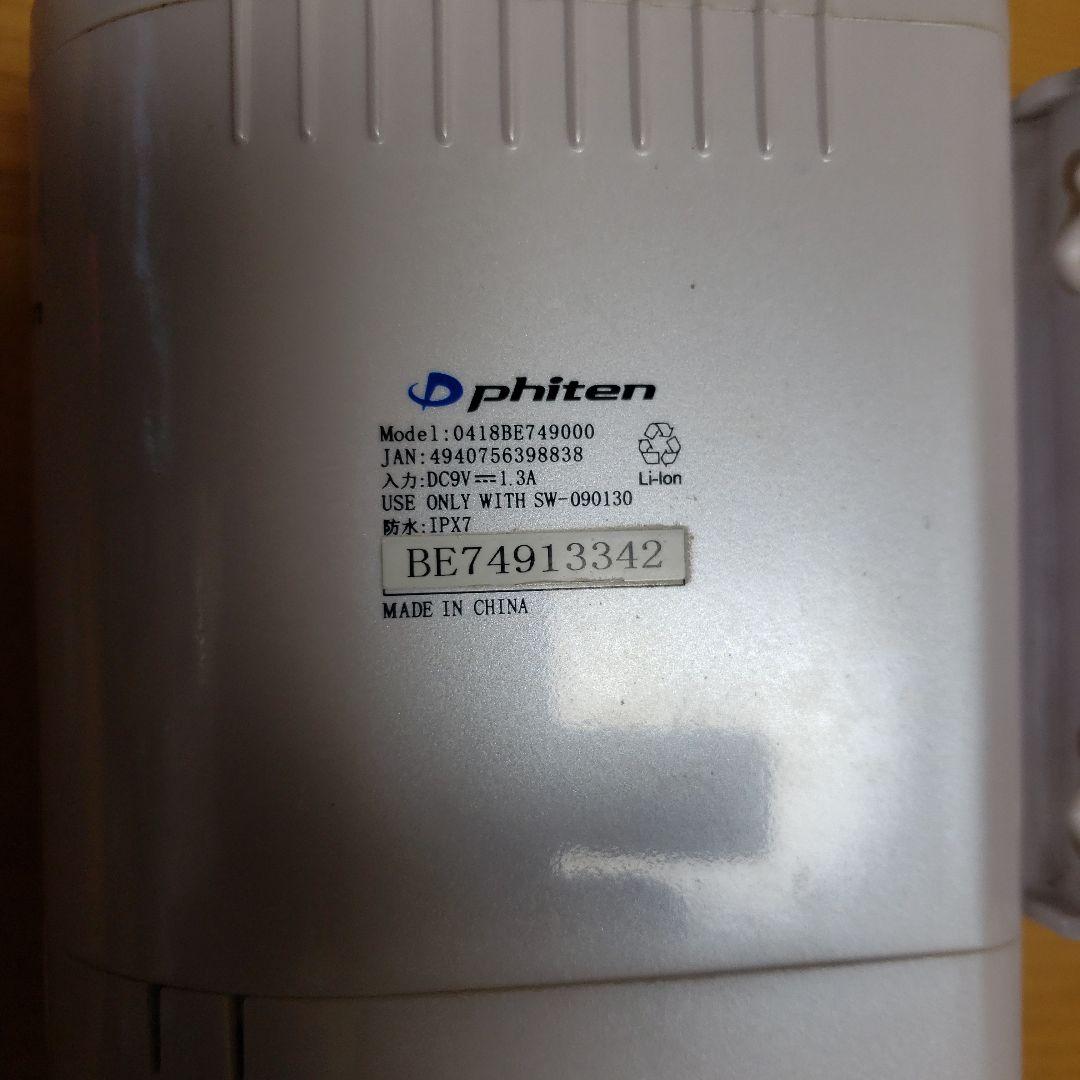 phiten
Model:0418BE749000
JAN:4940756398838
入力:DC9V⎓1.3A
Li-Ion
USE ONLY WITH SW-090130
防水:IPX7
BE74913342
MADE IN CHINA